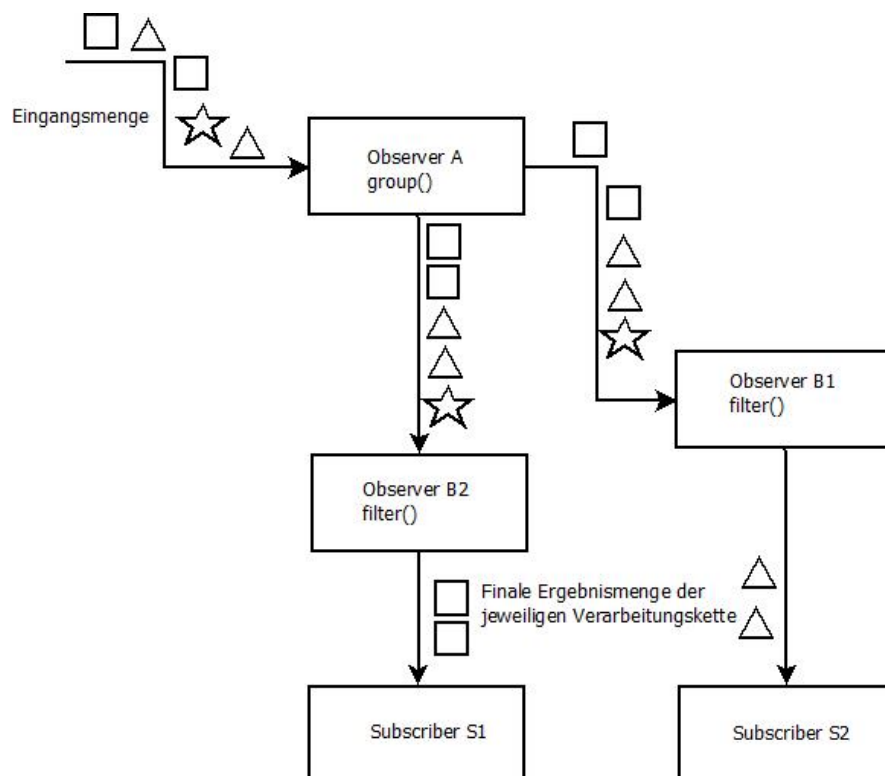 Eingangsmenge
Observer A
group()
Observer B1
filter()
Observer B2
filter()
Finale Ergebnismenge der
jeweiligen Verarbeitungskette
Subscriber S1
Subscriber S2